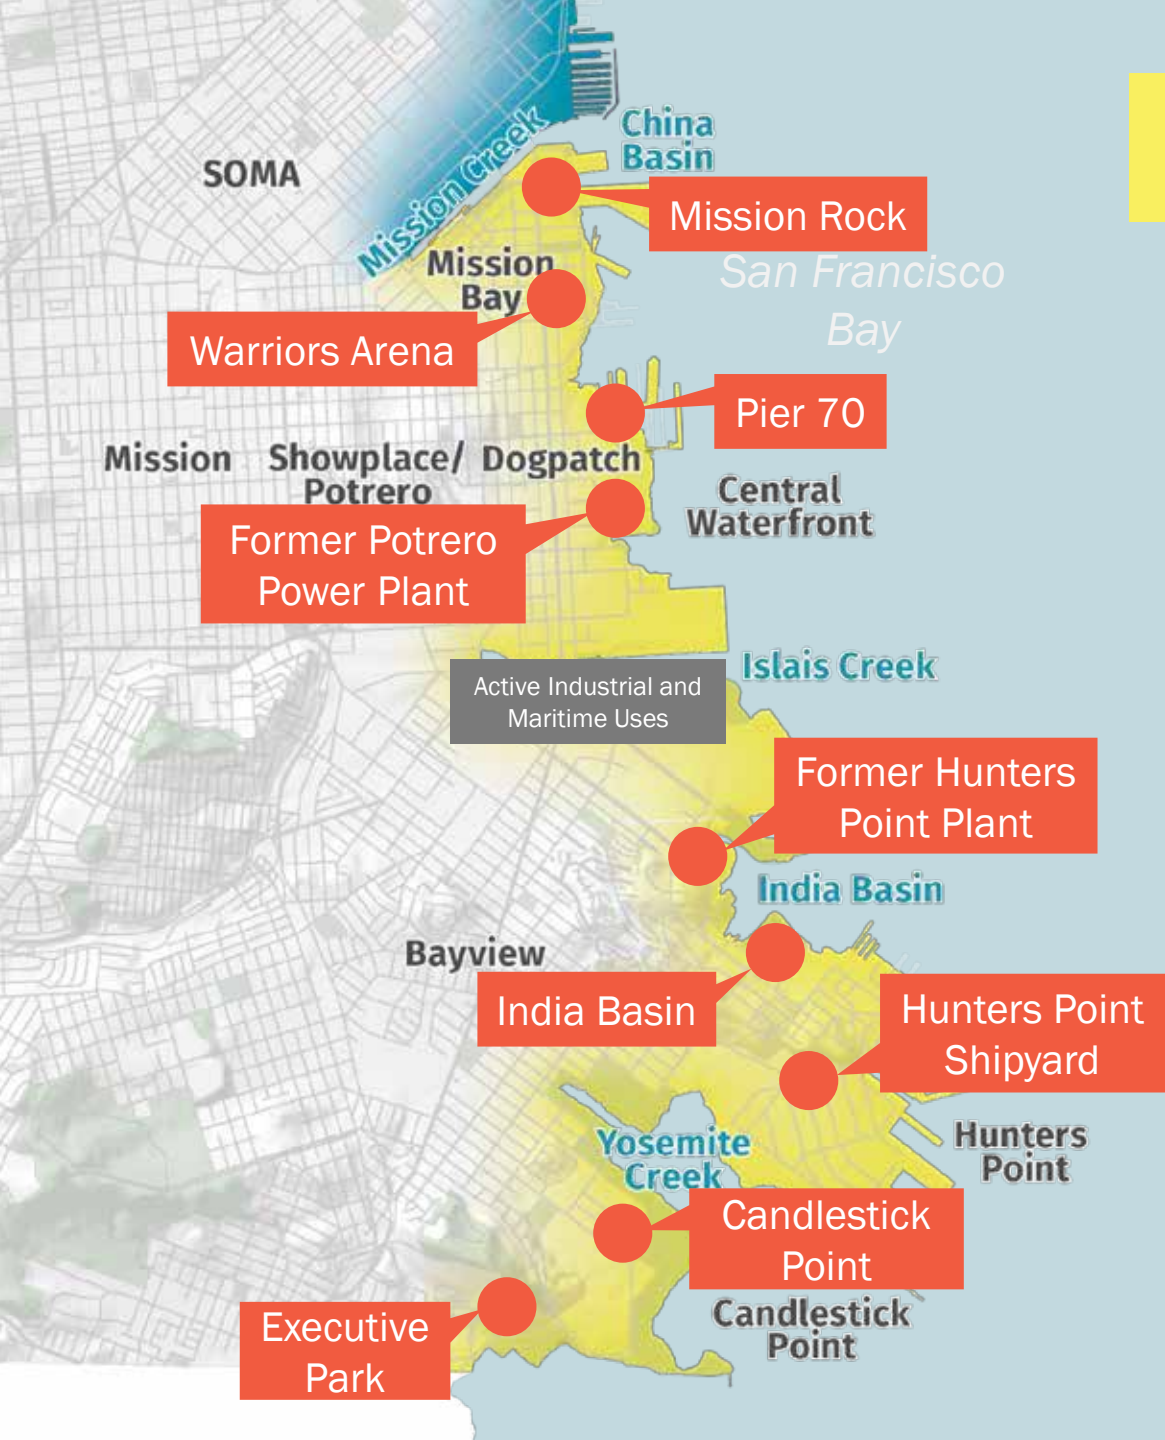 China
Basin
Mission Creek
SOMA
Mission Rock
Mission
Bay
San Francisco
Bay
Warriors Arena
Pier 70
Mission
Showplace/
Potrero
Dogpatch
Central
Waterfront
Former Potrero
Power Plant
Islais Creek
Active Industrial and
Maritime Uses
Former Hunters
Point Plant
India Basin
Bayview
India Basin
Hunters Point
Shipyard
Yosemite
Creek
Hunters
Point
Candlestick
Point
Candlestick
Point
Executive
Park